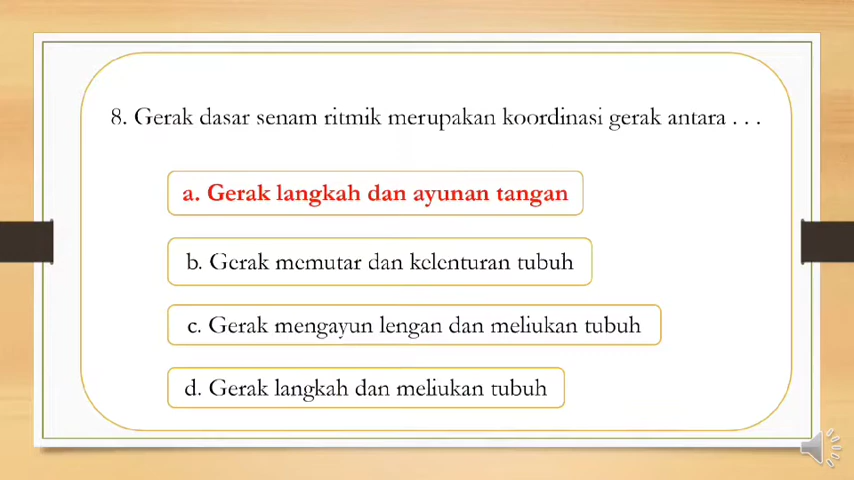 8. Gerak dasar senam ritmik merupakan koordinasi gerak antara . . .
a. Gerak langkah dan ayunan tangan
b. Gerak memutar dan kelenturan tubuh
c. Gerak mengayun lengan dan meliukan tubuh
d. Gerak langkah dan meliukan tubuh